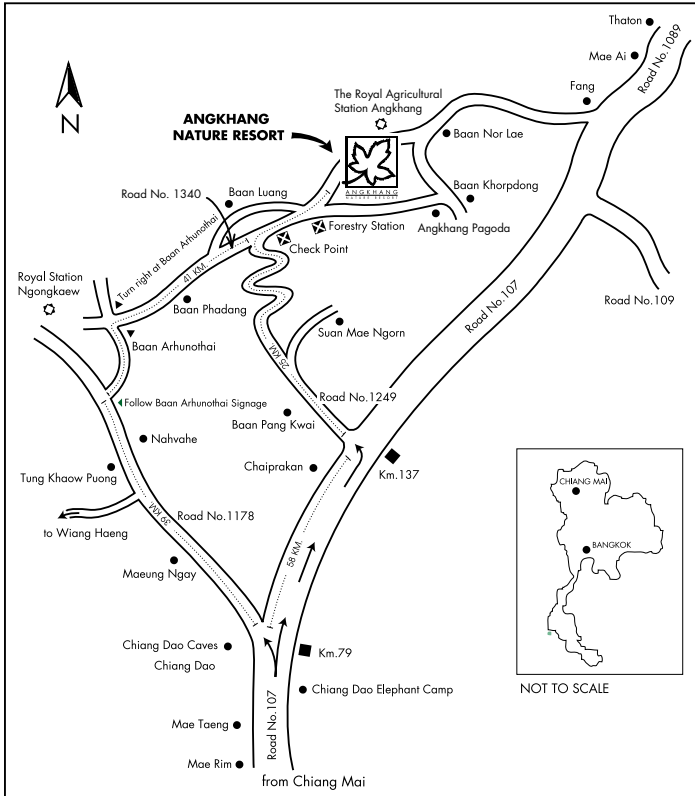 Thaton
Road No.1089
Mae Ai
Fang
The Royal Agricultural
Station Angkhang
N
ANGKHANG
NATURE RESORT
Baan Nor Lae
ANGKHANG
NATURE RESORT
Road No. 1340
Baan Luang
Baan Khorpdong
Angkhang Pagoda
Forestry Station
Check Point
Turn right at Baan Arhunothai
41 KM.
Royal Station
Ngongkaew
Baan Phadang
Road No.109
Road No.107
Suan Mae Ngorn
Baan Arhunothai
25 KM.
Road No.1249
Follow Baan Arhunothai Signage
Baan Pang Kwai
Nahvahe
Chaiprakan
Km.137
Tung Khaow Puong
39 KM.
Road No.1178
to Wiang Haeng
58 KM.
Maeung Ngay
CHIANG MAI
BANGKOK
Chiang Dao Caves
Chiang Dao
Km.79
Chiang Dao Elephant Camp
NOT TO SCALE
Road No.107
Mae Taeng
Mae Rim
from Chiang Mai